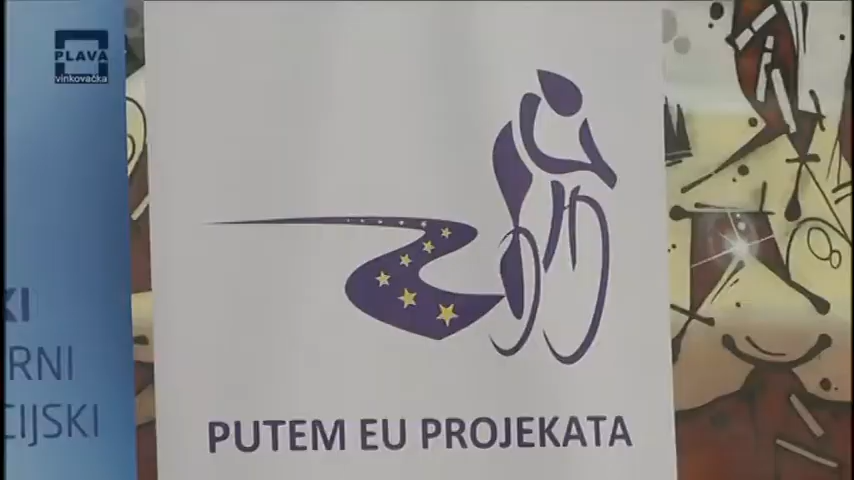 PLAVA
vinkovačka
KI
RNI
CIJSKI
PUTEM EU PROJEKATA